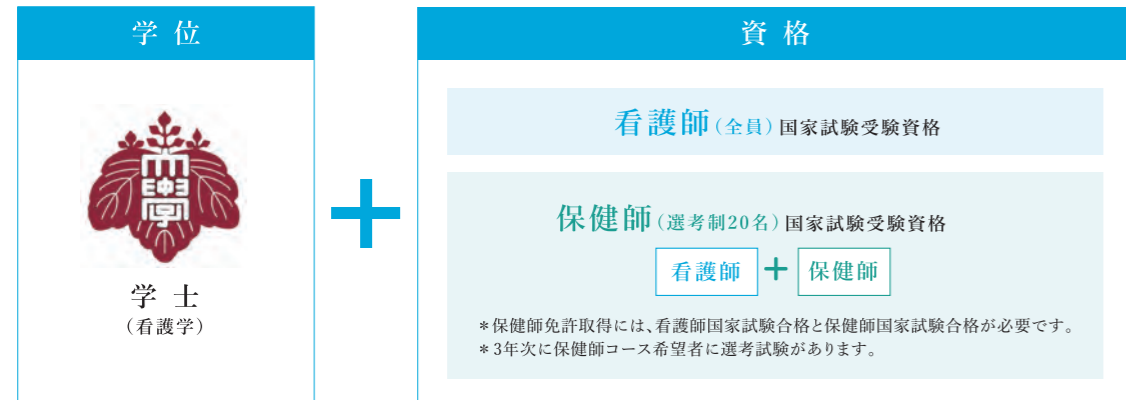 学位
資格
大學
学士
(看護学)
+
看護師(全員)国家試験受験資格
保健師(選考制20名)国家試験受験資格
看護師 + 保健師
＊保健師免許取得には、看護師国家試験合格と保健師国家試験合格が必要です。
＊3年次に保健師コース希望者に選考試験があります。